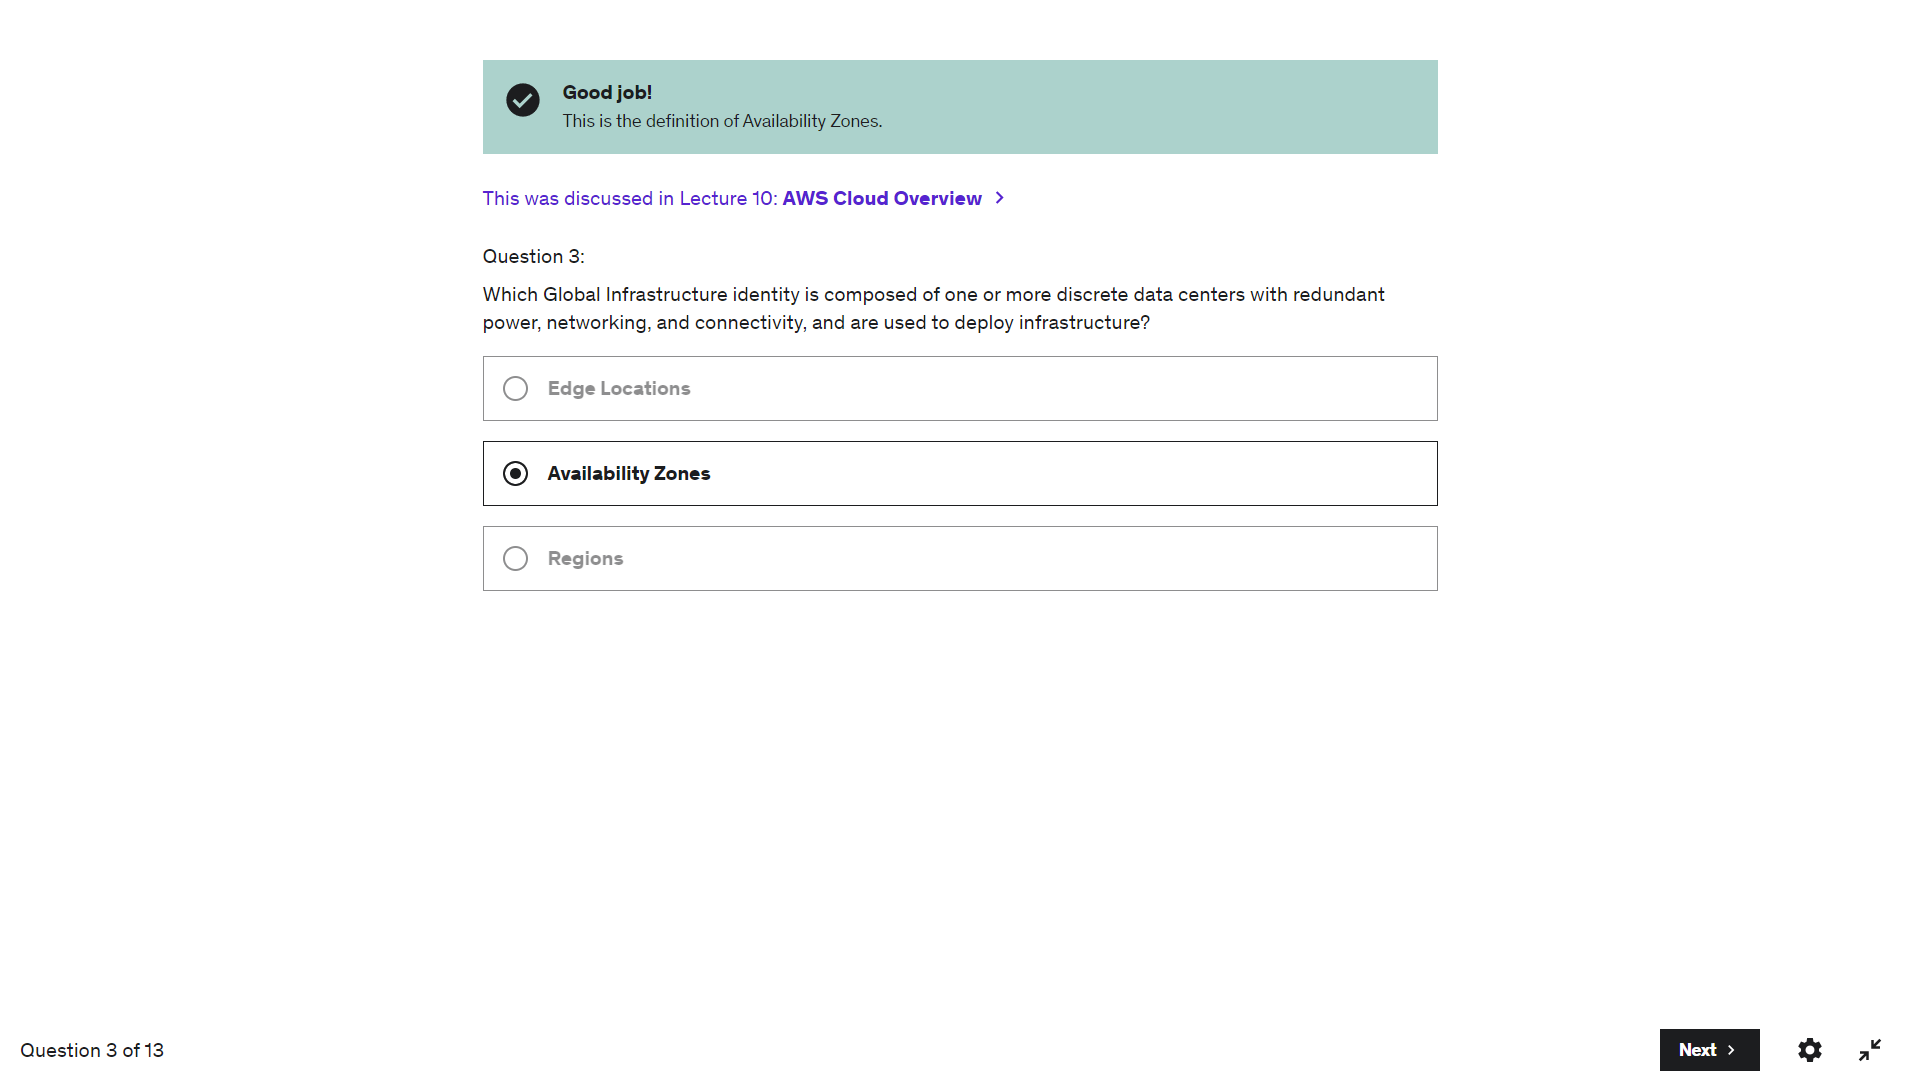 Good job!
This is the definition of Availability Zones.
This was discussed in Lecture 10: AWS Cloud Overview
Question 3:
Which Global Infrastructure identity is composed of one or more discrete data centers with redundant
power, networking, and connectivity, and are used to deploy infrastructure?
Edge Locations
Availability Zones
Regions
Question 3 of 13
Next